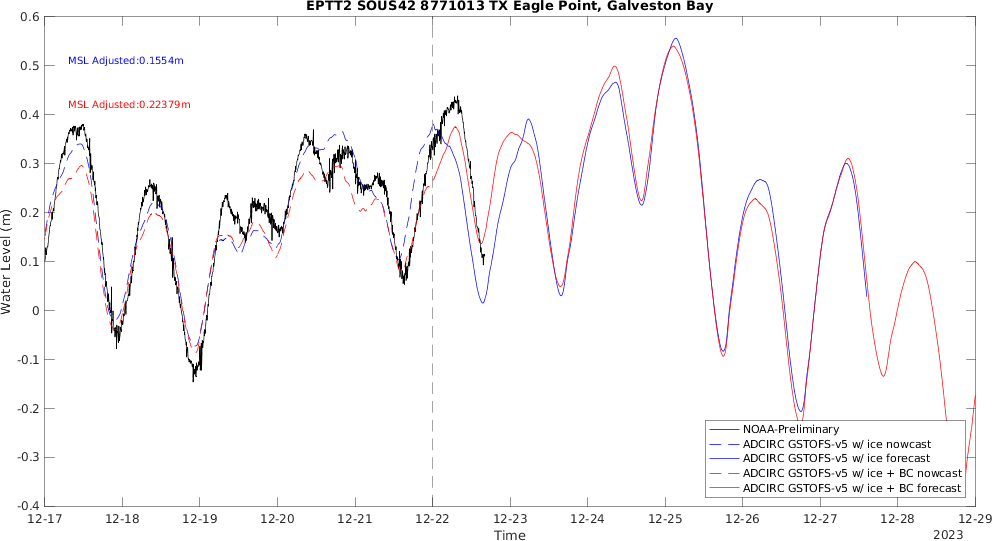 EPTT2 SOUS42 8771013 TX Eagle Point, Galveston Bay
0.6
0.5
0.4
0.3
0.2
0.1
0
-0.1
-0.2
-0.3
-0.4
Water Level (m)
MSL Adjusted:0.1554m
MSL Adjusted:0.22379m
NOAA-Preliminary
ADCIRC GSTOFS-v5 w/ ice nowcast
ADCIRC GSTOFS-v5 w/ ice forecast
ADCIRC GSTOFS-v5 w/ ice + BC nowcast
ADCIRC GSTOFS-v5 w/ ice + BC forecast
12-17 12-18 12-19 12-20 12-21 12-22 12-23 12-24 12-25 12-26 12-27 12-28 12-29
Time
2023